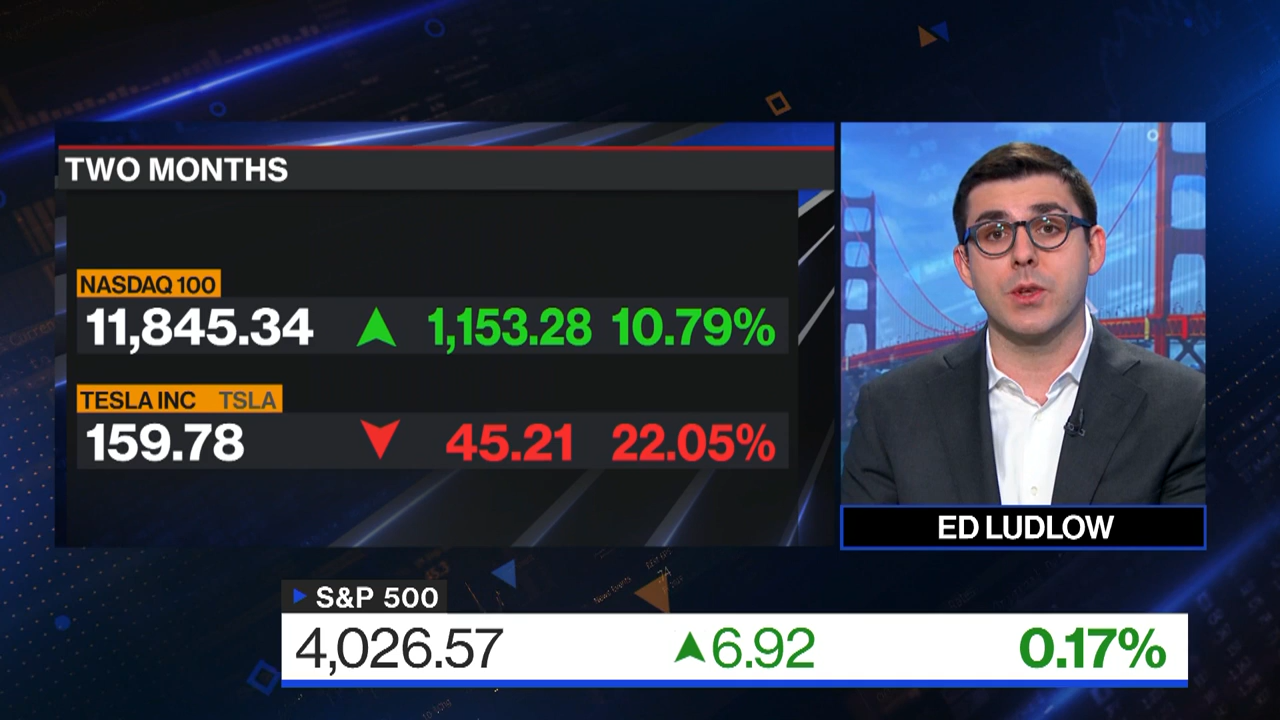 TWO MONTHS
NASDAQ 100
11,845.34 ▲ 1,153.28 10.79%
TESLA INC TSLA
159.78 ▼ 45.21 22.05%
ED LUDLOW
S&P 500
4,026.57 ▲ 6.92 0.17%